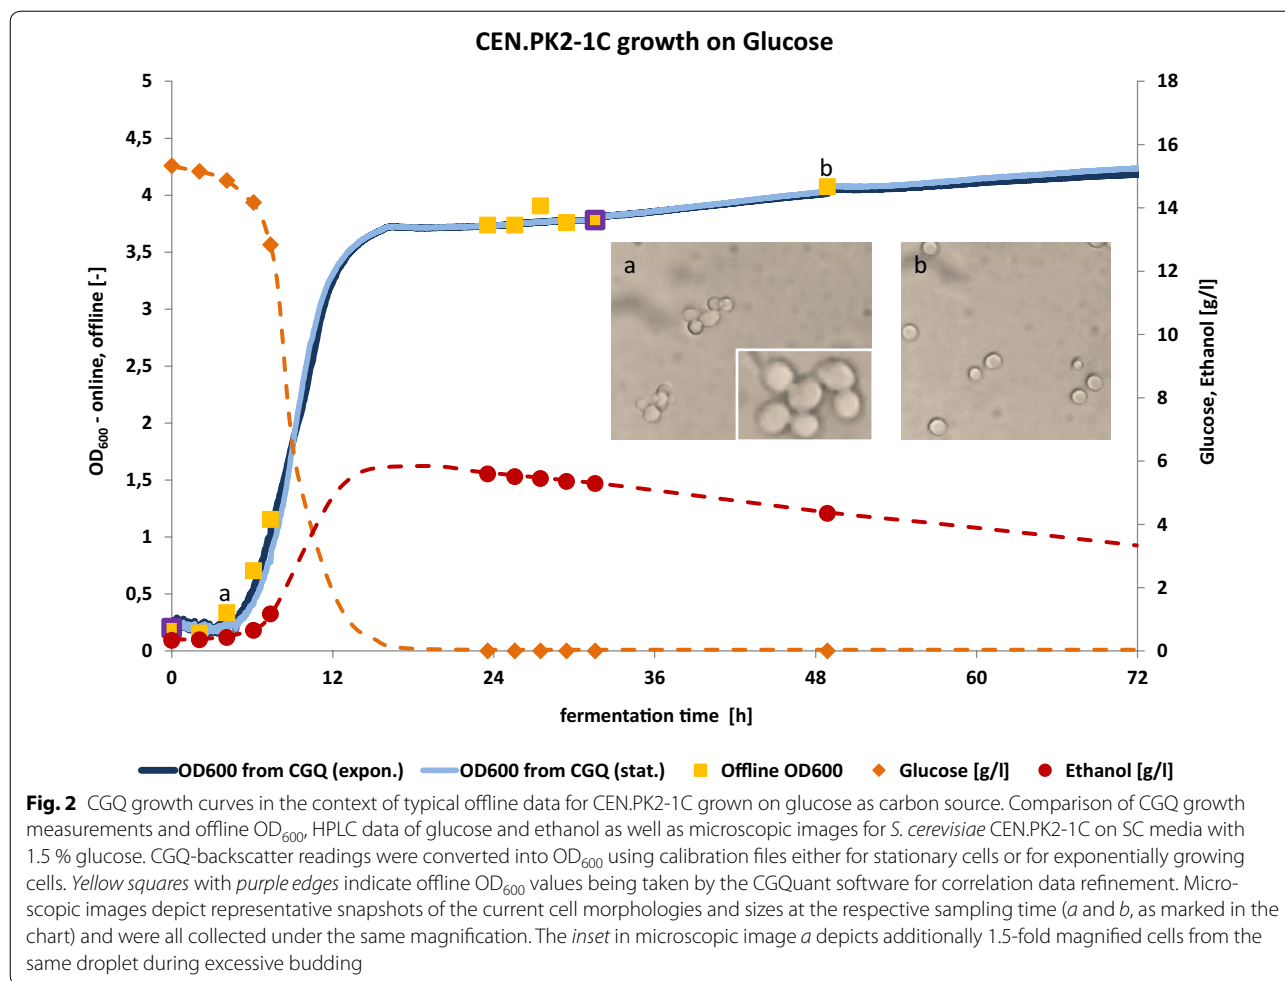 CEN.PK2-1C growth on Glucose
5
4,5
4
3,5
3
2,5
2
1,5
1
0,5
0
OD600 - online, offline [-]
18
16
14
12
10
8
6
4
2
0
Glucose, Ethanol [g/l]
a
b
a
b
0 12 24 36 48 60 72
fermentation time [h]
OD600 from CGQ (expon.) OD600 from CGQ (stat.) Offline OD600 Glucose [g/l] Ethanol [g/l]
Fig. 2 CGQ growth curves in the context of typical offline data for CEN.PK2-1C grown on glucose as carbon source. Comparison of CGQ growth
measurements and offline OD600, HPLC data of glucose and ethanol as well as microscopic images for S. cerevisiae CEN.PK2-1C on SC media with
1.5 % glucose. CGQ-backscatter readings were converted into OD600 using calibration files either for stationary cells or for exponentially growing
cells. Yellow squares with purple edges indicate offline OD600 values being taken by the CGQuant software for correlation data refinement. Micro-
scopic images depict representative snapshots of the current cell morphologies and sizes at the respective sampling time (a and b, as marked in the
chart) and were all collected under the same magnification. The inset in microscopic image a depicts additionally 1.5-fold magnified cells from the
same droplet during excessive budding